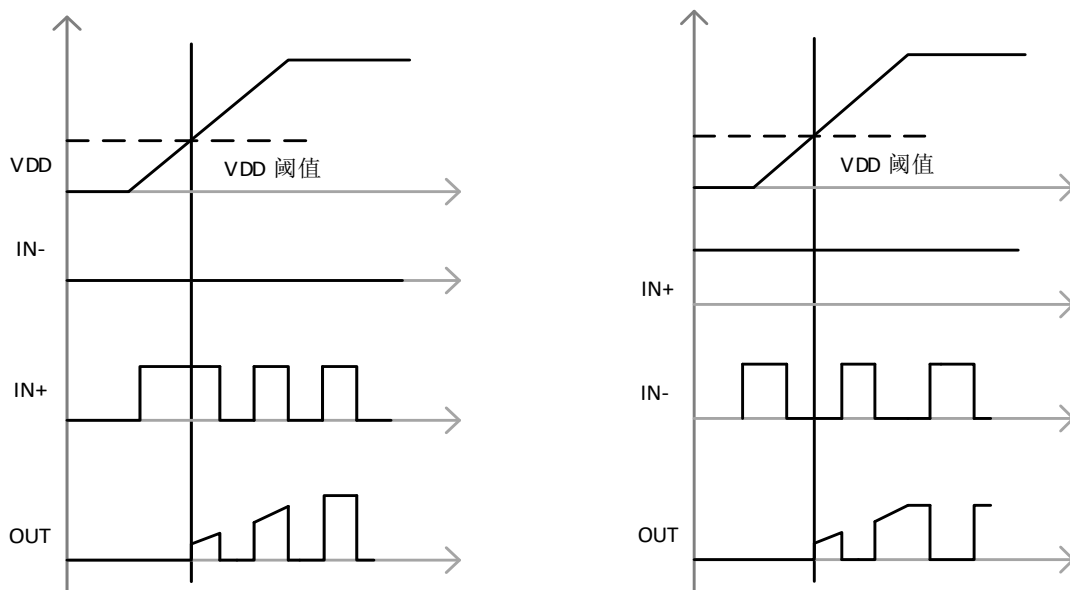 VDD
VDD 阈值
IN-
IN+
OUT
VDD 阈值
IN+
IN-
OUT